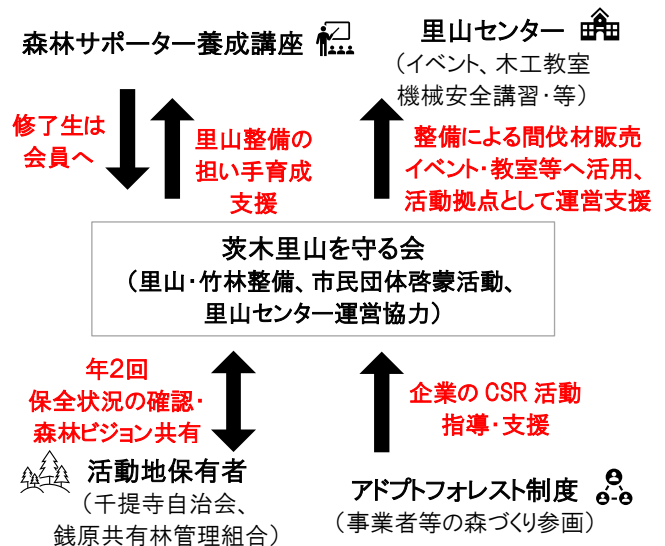 森林サポーター養成講座
里山センター
（イベント、木工教室
機械安全講習・等）
修了生は
会員へ
里山整備の
担い手育成
支援
整備による間伐材販売
イベント・教室等へ活用、
活動拠点として運営支援
茨木里山を守る会
（里山・竹林整備、市民団体啓蒙活動、
里山センター運営協力）
年２回
保全状況の確認・
森林ビジョン共有
企業の CSR 活動
指導・支援
活動地保有者
（千提寺自治会、
銭原共有林管理組合）
アドプトフォレスト制度
（事業者等の森づくり参画）